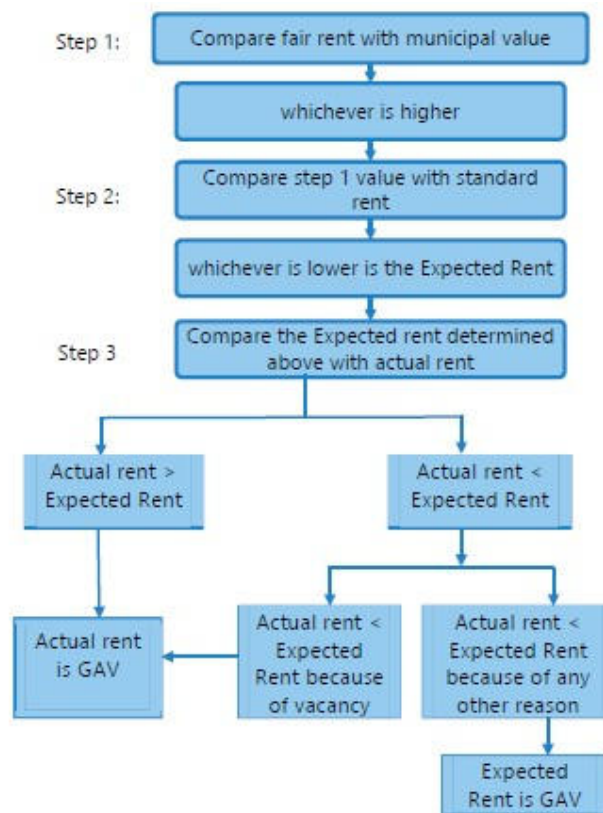 Step 1:
Compare fair rent with municipal value
whichever is higher
Step 2:
Compare step 1 value with standard
rent
whichever is lower is the Expected Rent
Step 3
Compare the Expected rent determined
above with actual rent
Actual rent >
Expected Rent
Actual rent <
Expected Rent
Actual rent
is GAV
Actual rent <
Expected
Rent because
of vacancy
Actual rent <
Expected Rent
because of any
other reason
Expected
Rent is GAV